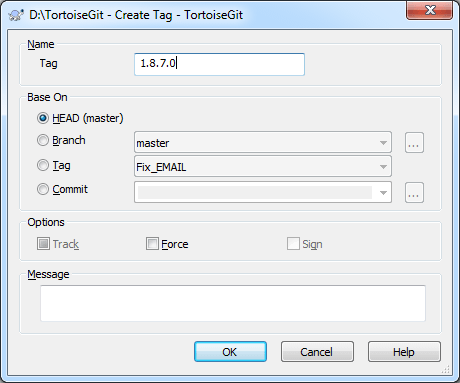 D:\TortoiseGit - Create Tag - TortoiseGit
Name
Tag 1.8.7.0
Base On
HEAD (master)
Branch master ...
Tag Fix_EMAIL
Commit ...
Options
Track Force Sign
Message
OK Cancel Help